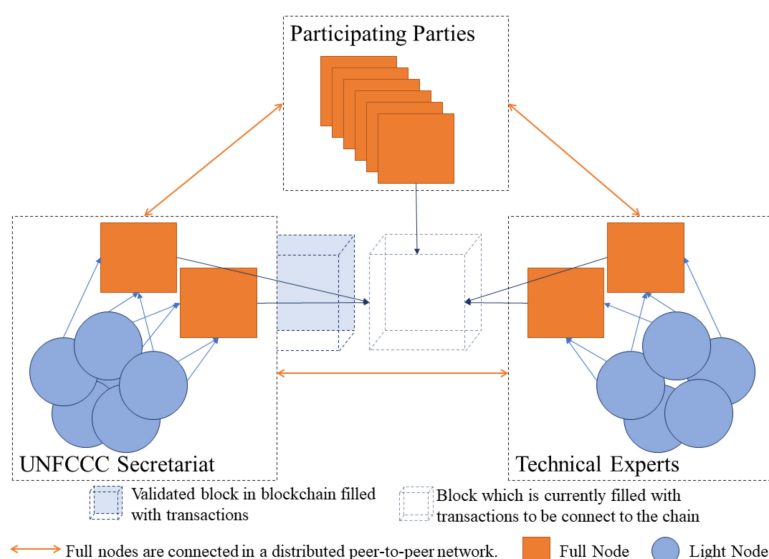 Participating Parties
UNFCCC Secretariat
Technical Experts
Validated block in blockchain filled
with transactions
Block which is currently filled with
transactions to be connect to the chain
Full nodes are connected in a distributed peer-to-peer network.
Full Node
Light Node